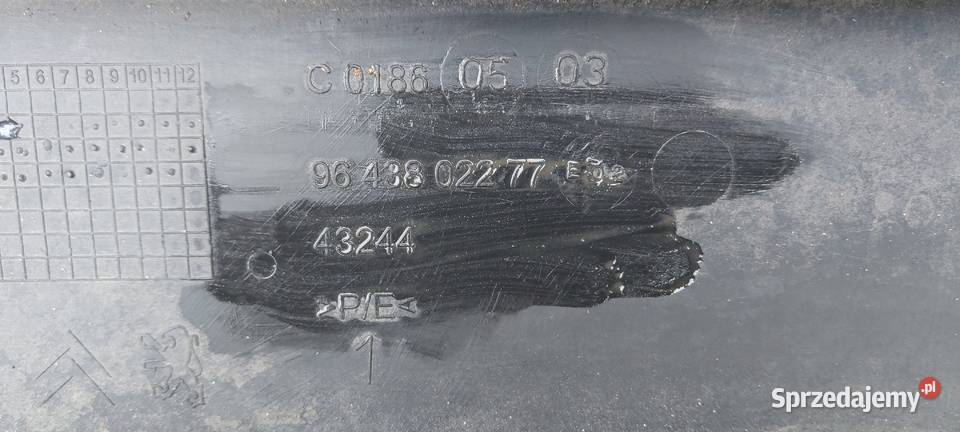 C 0186 05 03
5 6 7 8 9 10 11 12
96 438 022 77
43244
>P/E<
Sprzedajemy.pl